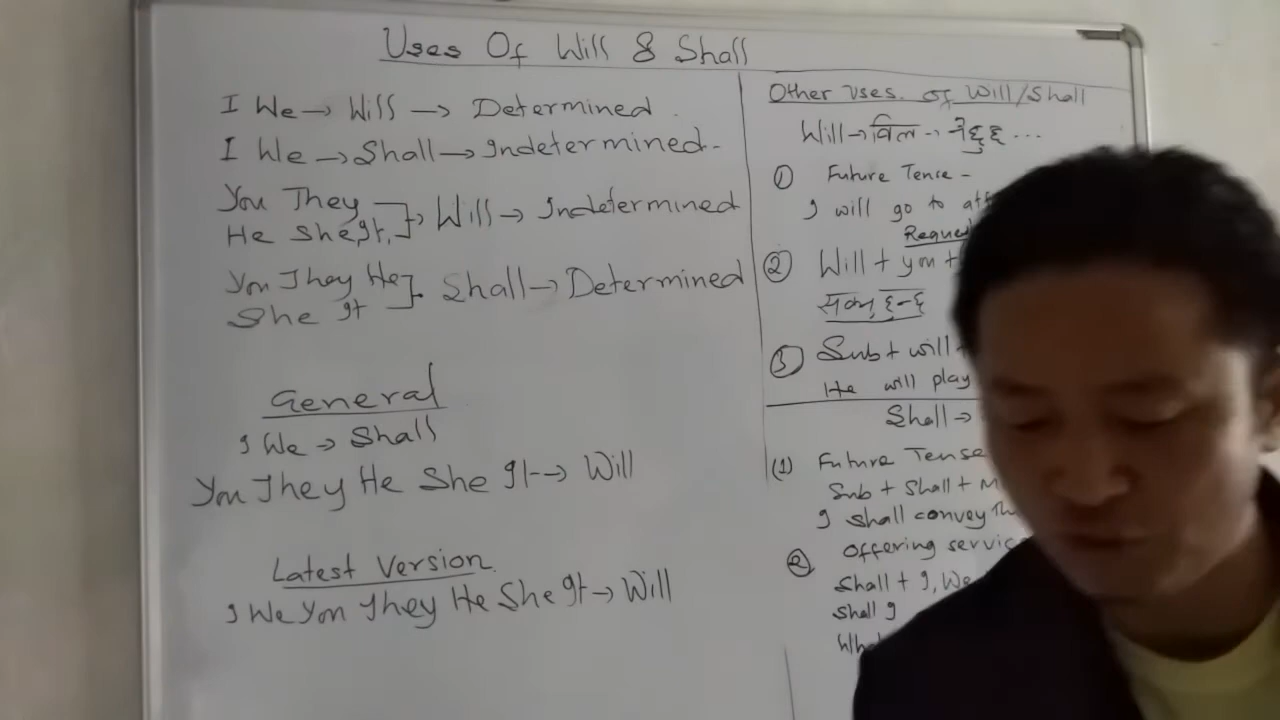 Uses Of Will & Shall
I We → Will → Determined.
I We → Shall → Indetermined.
You They
He She It, ]→ Will → Indetermined
You They He
She It ]. Shall → Determined
General
I We → Shall
You They He She It → Will
Latest Version
I We You They He She It → Will
Other Uses. Of Will/Shall
Will → विल →
① Future Tense -
I will go to
② Will + you +
③ Sub + will
He will play
Shall →
(1) Future Tense
Sub + Shall +
I shall convey
② Offering
Shall + I, We
Shall I